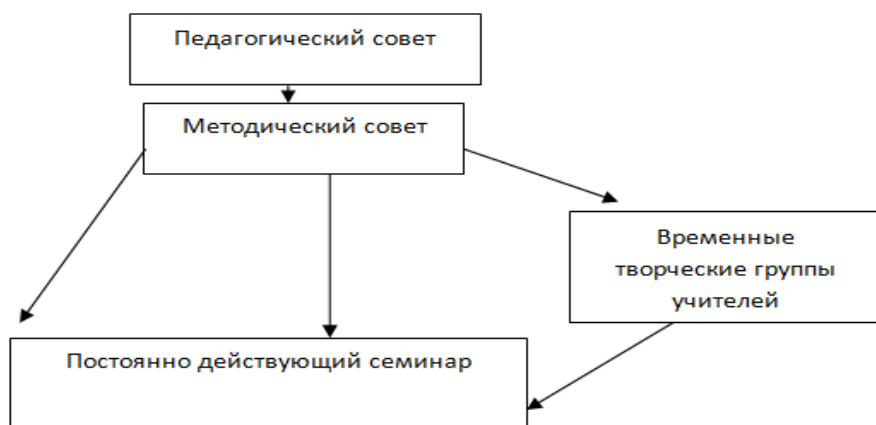 Педагогический совет
Методический совет
Временные
творческие группы
учителей
Постоянно действующий семинар